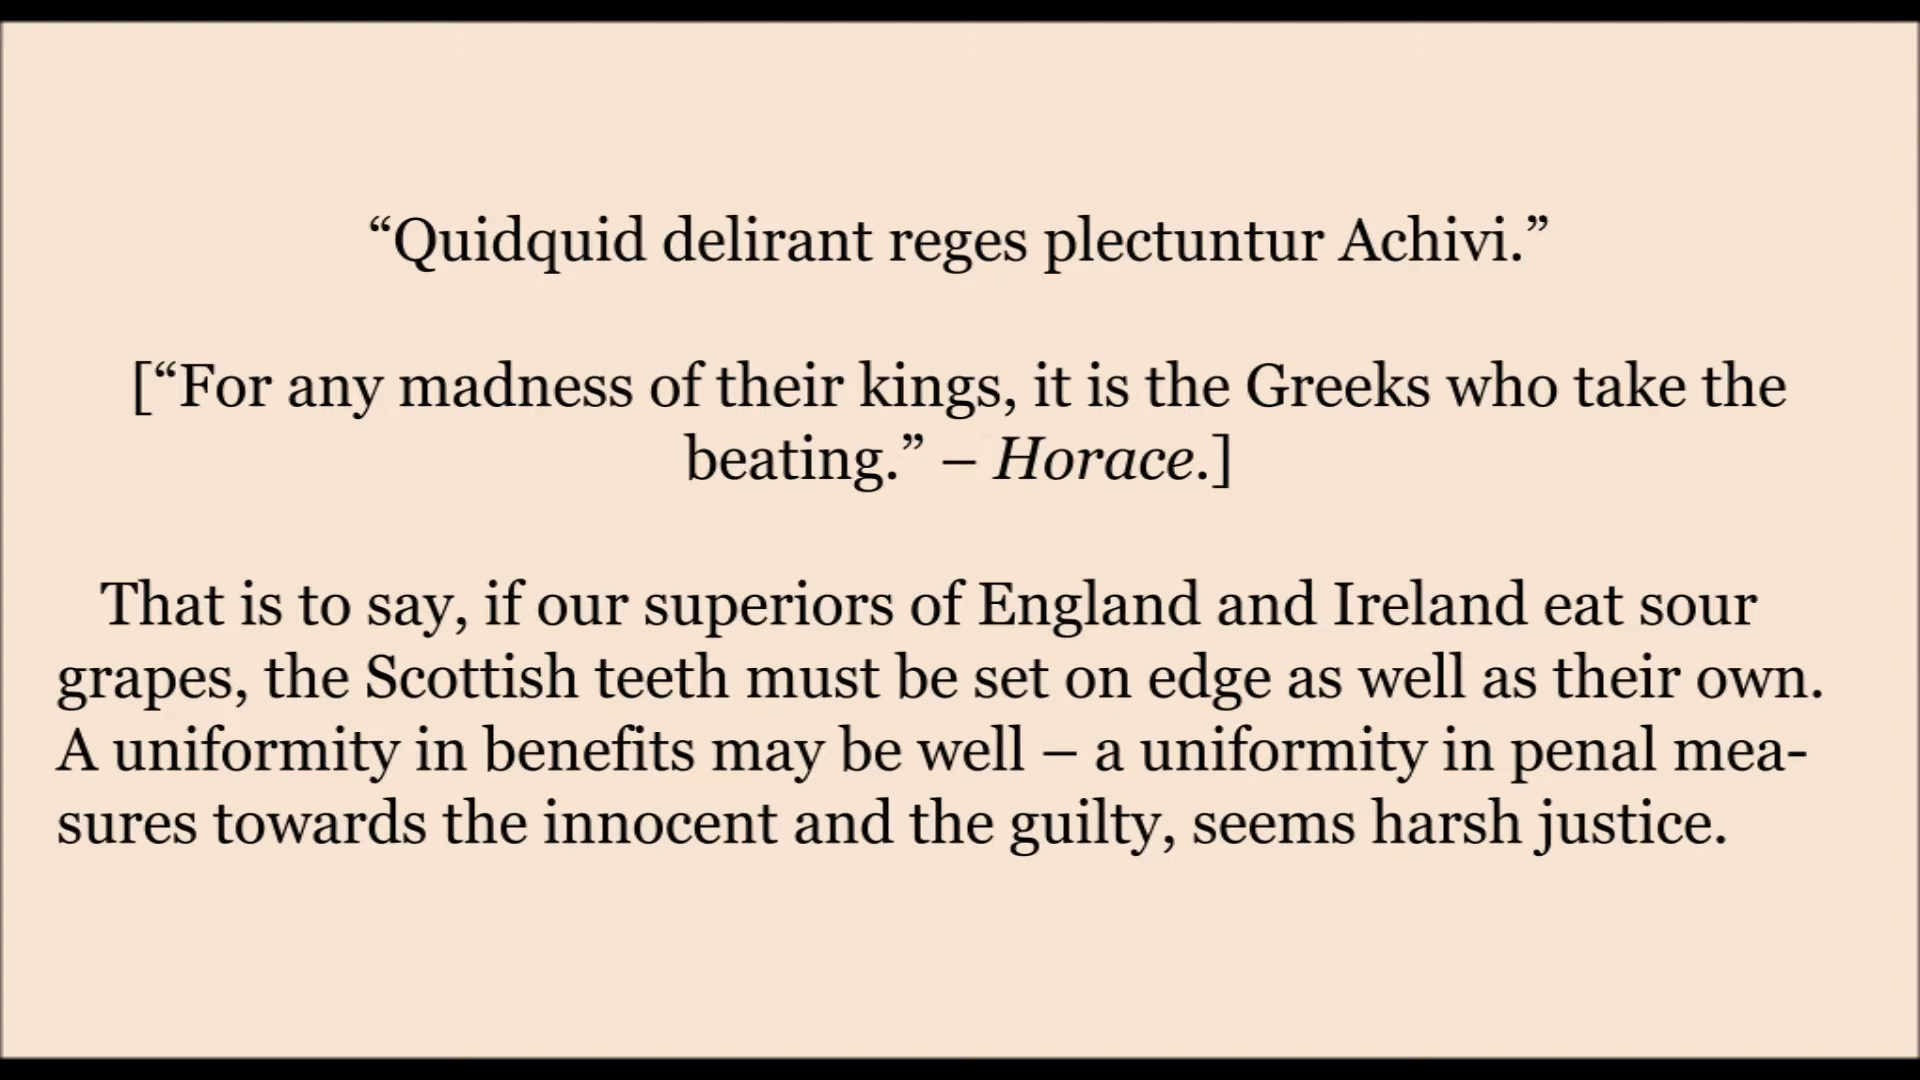 “Quidquid delirant reges plectuntur Achivi.”
[“For any madness of their kings, it is the Greeks who take the
beating.” – Horace.]
That is to say, if our superiors of England and Ireland eat sour
grapes, the Scottish teeth must be set on edge as well as their own.
A uniformity in benefits may be well – a uniformity in penal mea-
sures towards the innocent and the guilty, seems harsh justice.